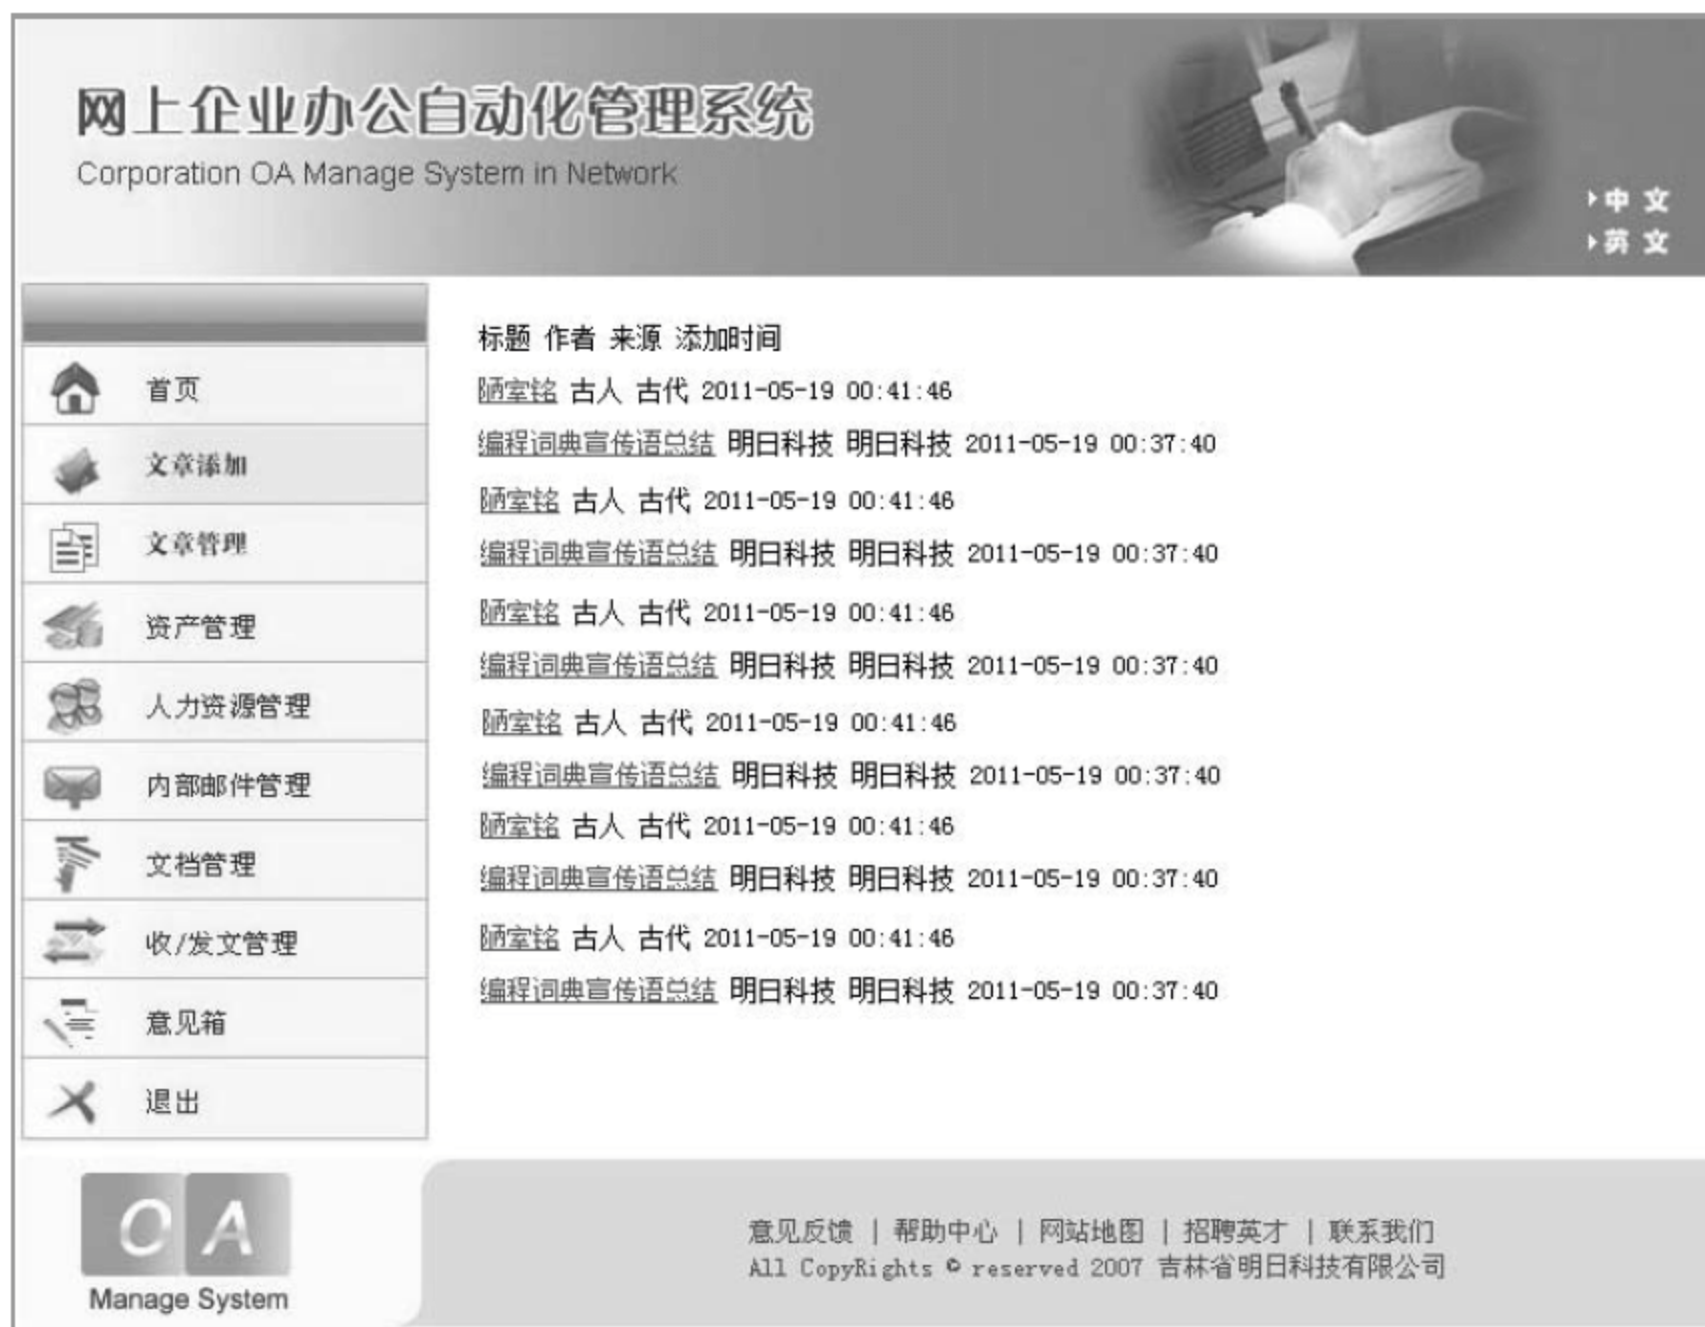 网上企业办公自动化管理系统
Corporation OA Manage System in Network
中 文
英 文
首页
文章添加
文章管理
资产管理
人力资源管理
内部邮件管理
文档管理
收/发文管理
意见箱
退出
标题 作者 来源 添加时间
陋室铭 古人 古代 2011-05-19 00:41:46
编程词典宣传语总结 明日科技 明日科技 2011-05-19 00:37:40
陋室铭 古人 古代 2011-05-19 00:41:46
编程词典宣传语总结 明日科技 明日科技 2011-05-19 00:37:40
陋室铭 古人 古代 2011-05-19 00:41:46
编程词典宣传语总结 明日科技 明日科技 2011-05-19 00:37:40
陋室铭 古人 古代 2011-05-19 00:41:46
编程词典宣传语总结 明日科技 明日科技 2011-05-19 00:37:40
陋室铭 古人 古代 2011-05-19 00:41:46
编程词典宣传语总结 明日科技 明日科技 2011-05-19 00:37:40
陋室铭 古人 古代 2011-05-19 00:41:46
编程词典宣传语总结 明日科技 明日科技 2011-05-19 00:37:40
OA
Manage System
意见反馈 | 帮助中心 | 网站地图 | 招聘英才 | 联系我们
All CopyRights © reserved 2007 吉林省明日科技有限公司